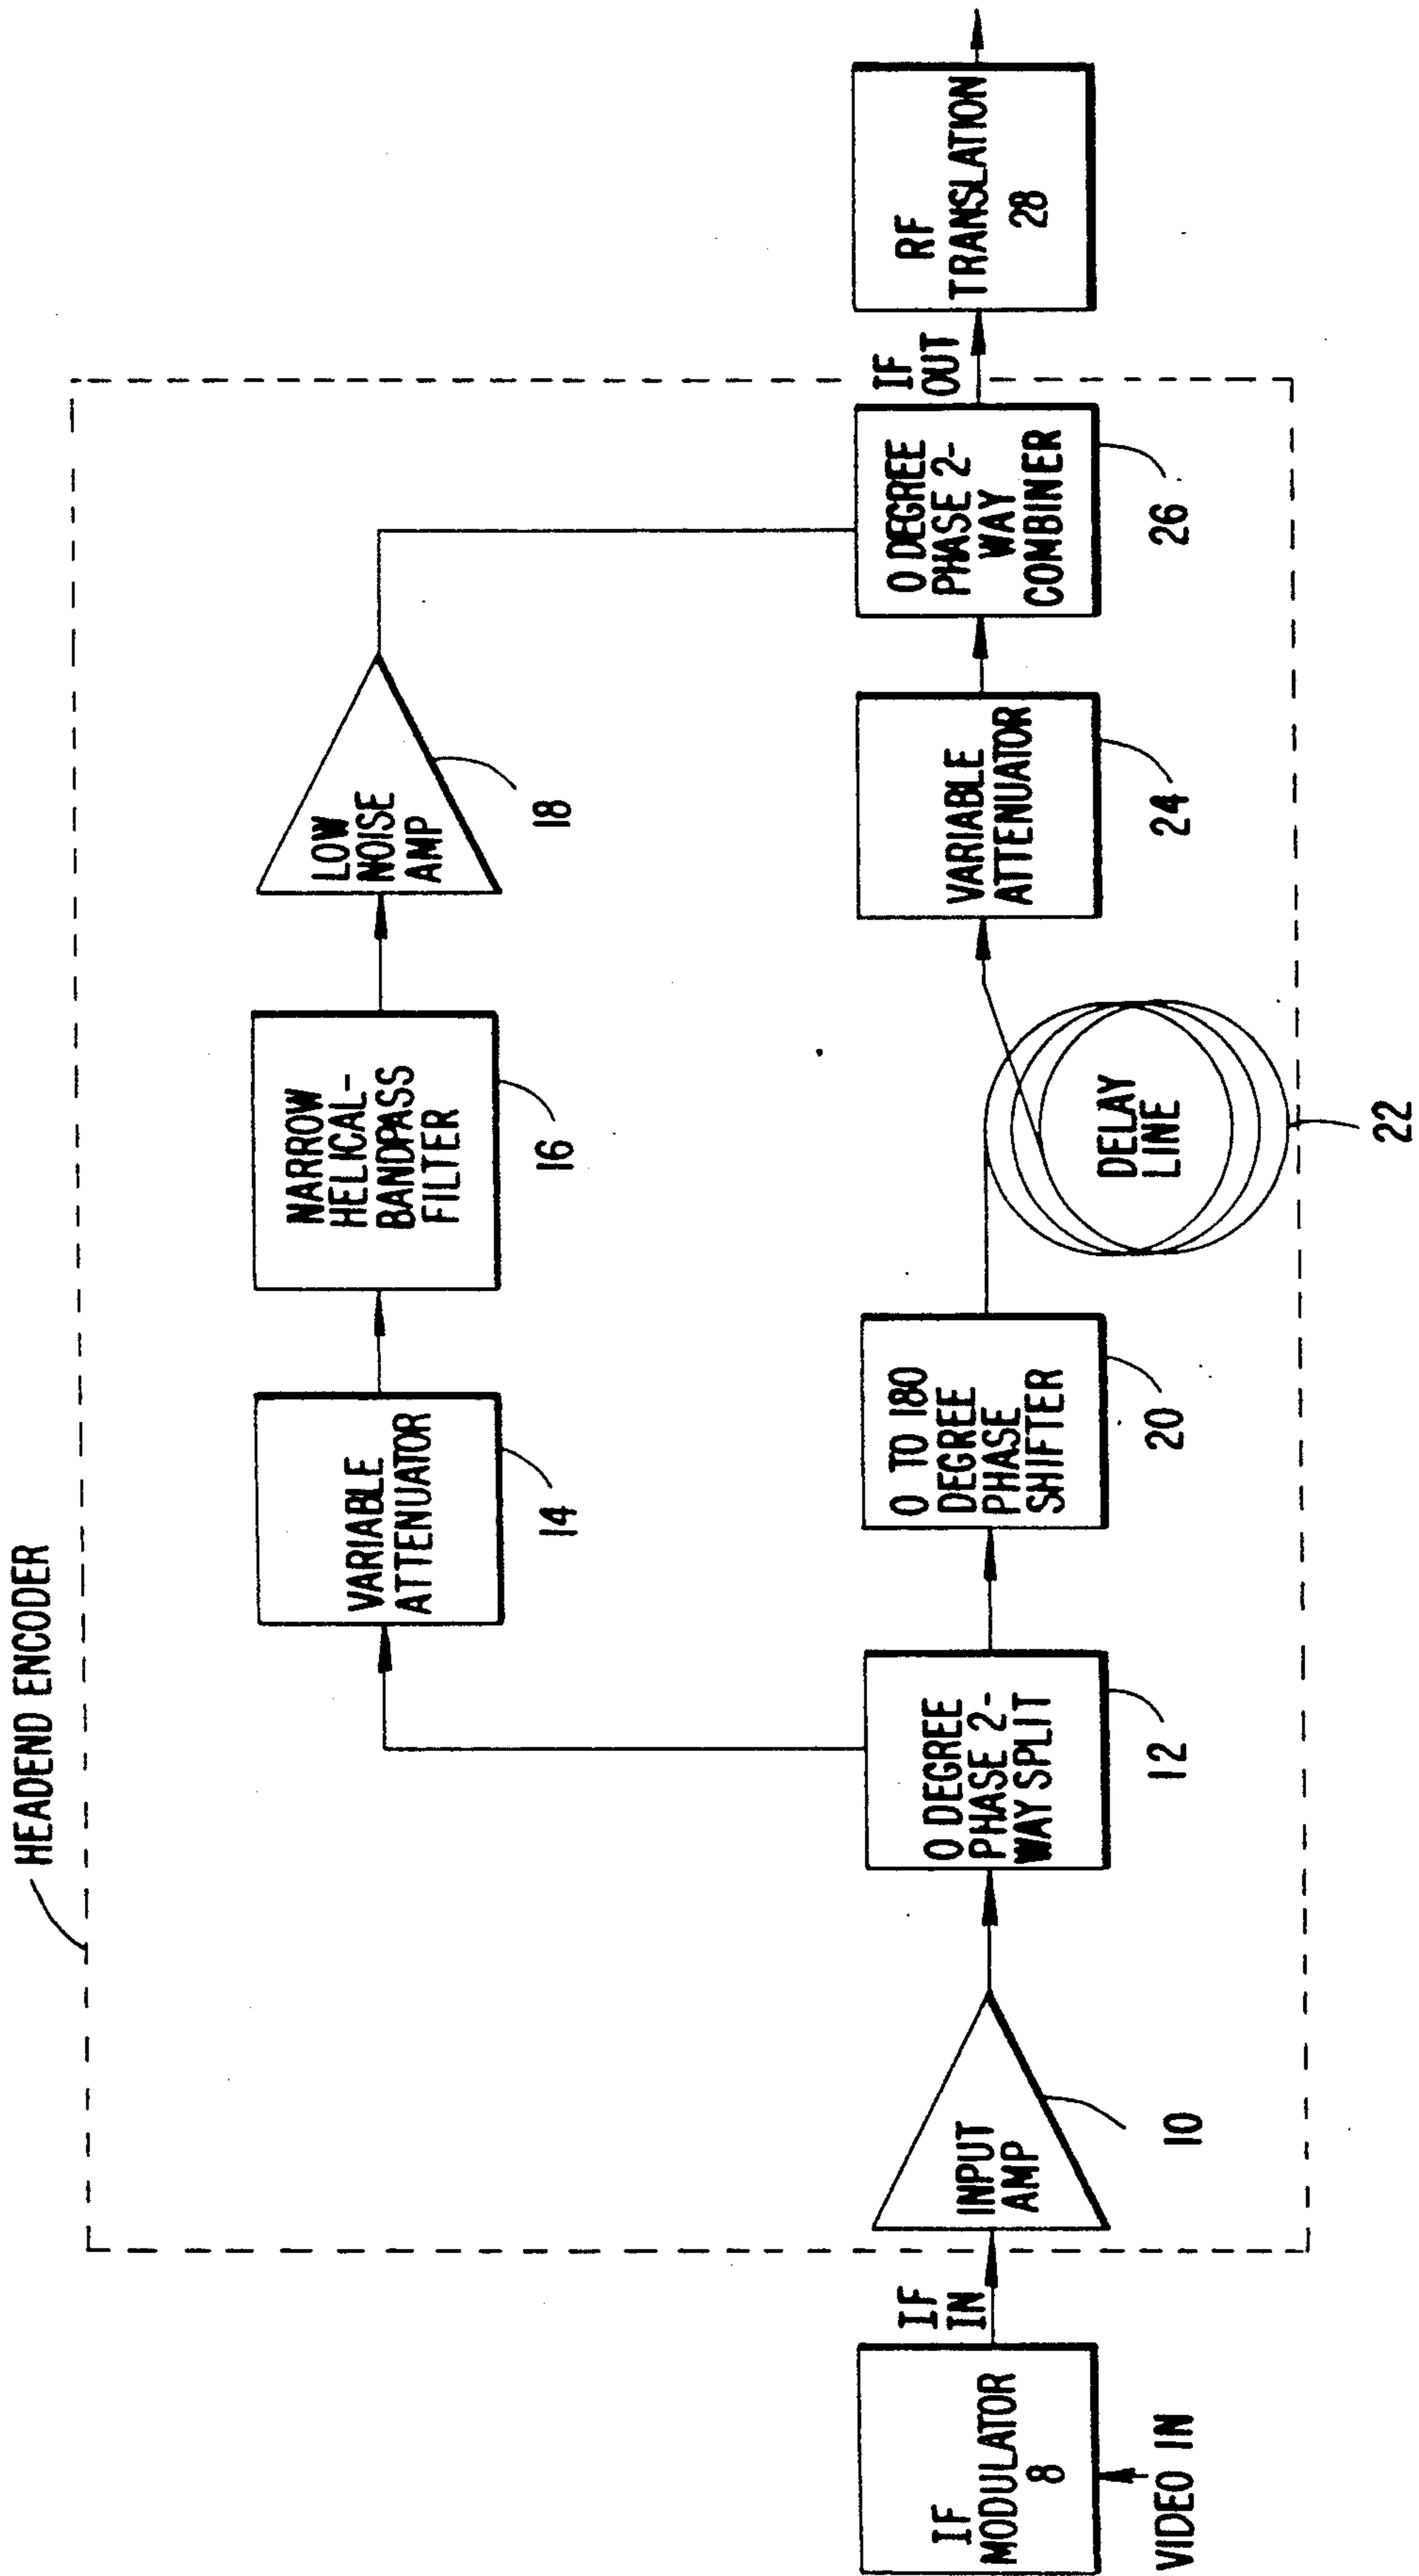 HEADEND ENCODER
IF
MODULATOR
8
VIDEO IN
IF
IN
INPUT
AMP
10
0 DEGREE
PHASE 2-
WAY SPLIT
12
VARIABLE
ATTENUATOR
14
NARROW
HELICAL-
BANDPASS
FILTER
16
LOW
NOISE
AMP
18
0 TO 180
DEGREE
PHASE
SHIFTER
20
DELAY
LINE
22
VARIABLE
ATTENUATOR
24
0 DEGREE
PHASE 2-
WAY
COMBINER
26
IF
OUT
RF
TRANSLATION
28